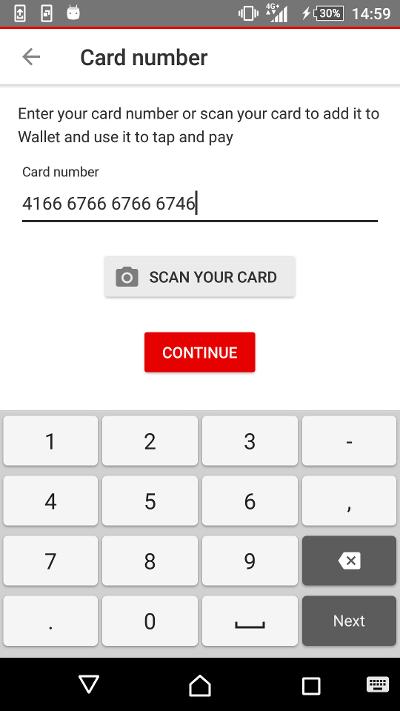 4G+ 30% 14:59
Card number
Enter your card number or scan your card to add it to
Wallet and use it to tap and pay
Card number
4166 6766 6766 6746
SCAN YOUR CARD
CONTINUE
1 2 3 -
4 5 6 ,
7 8 9
. 0 Next